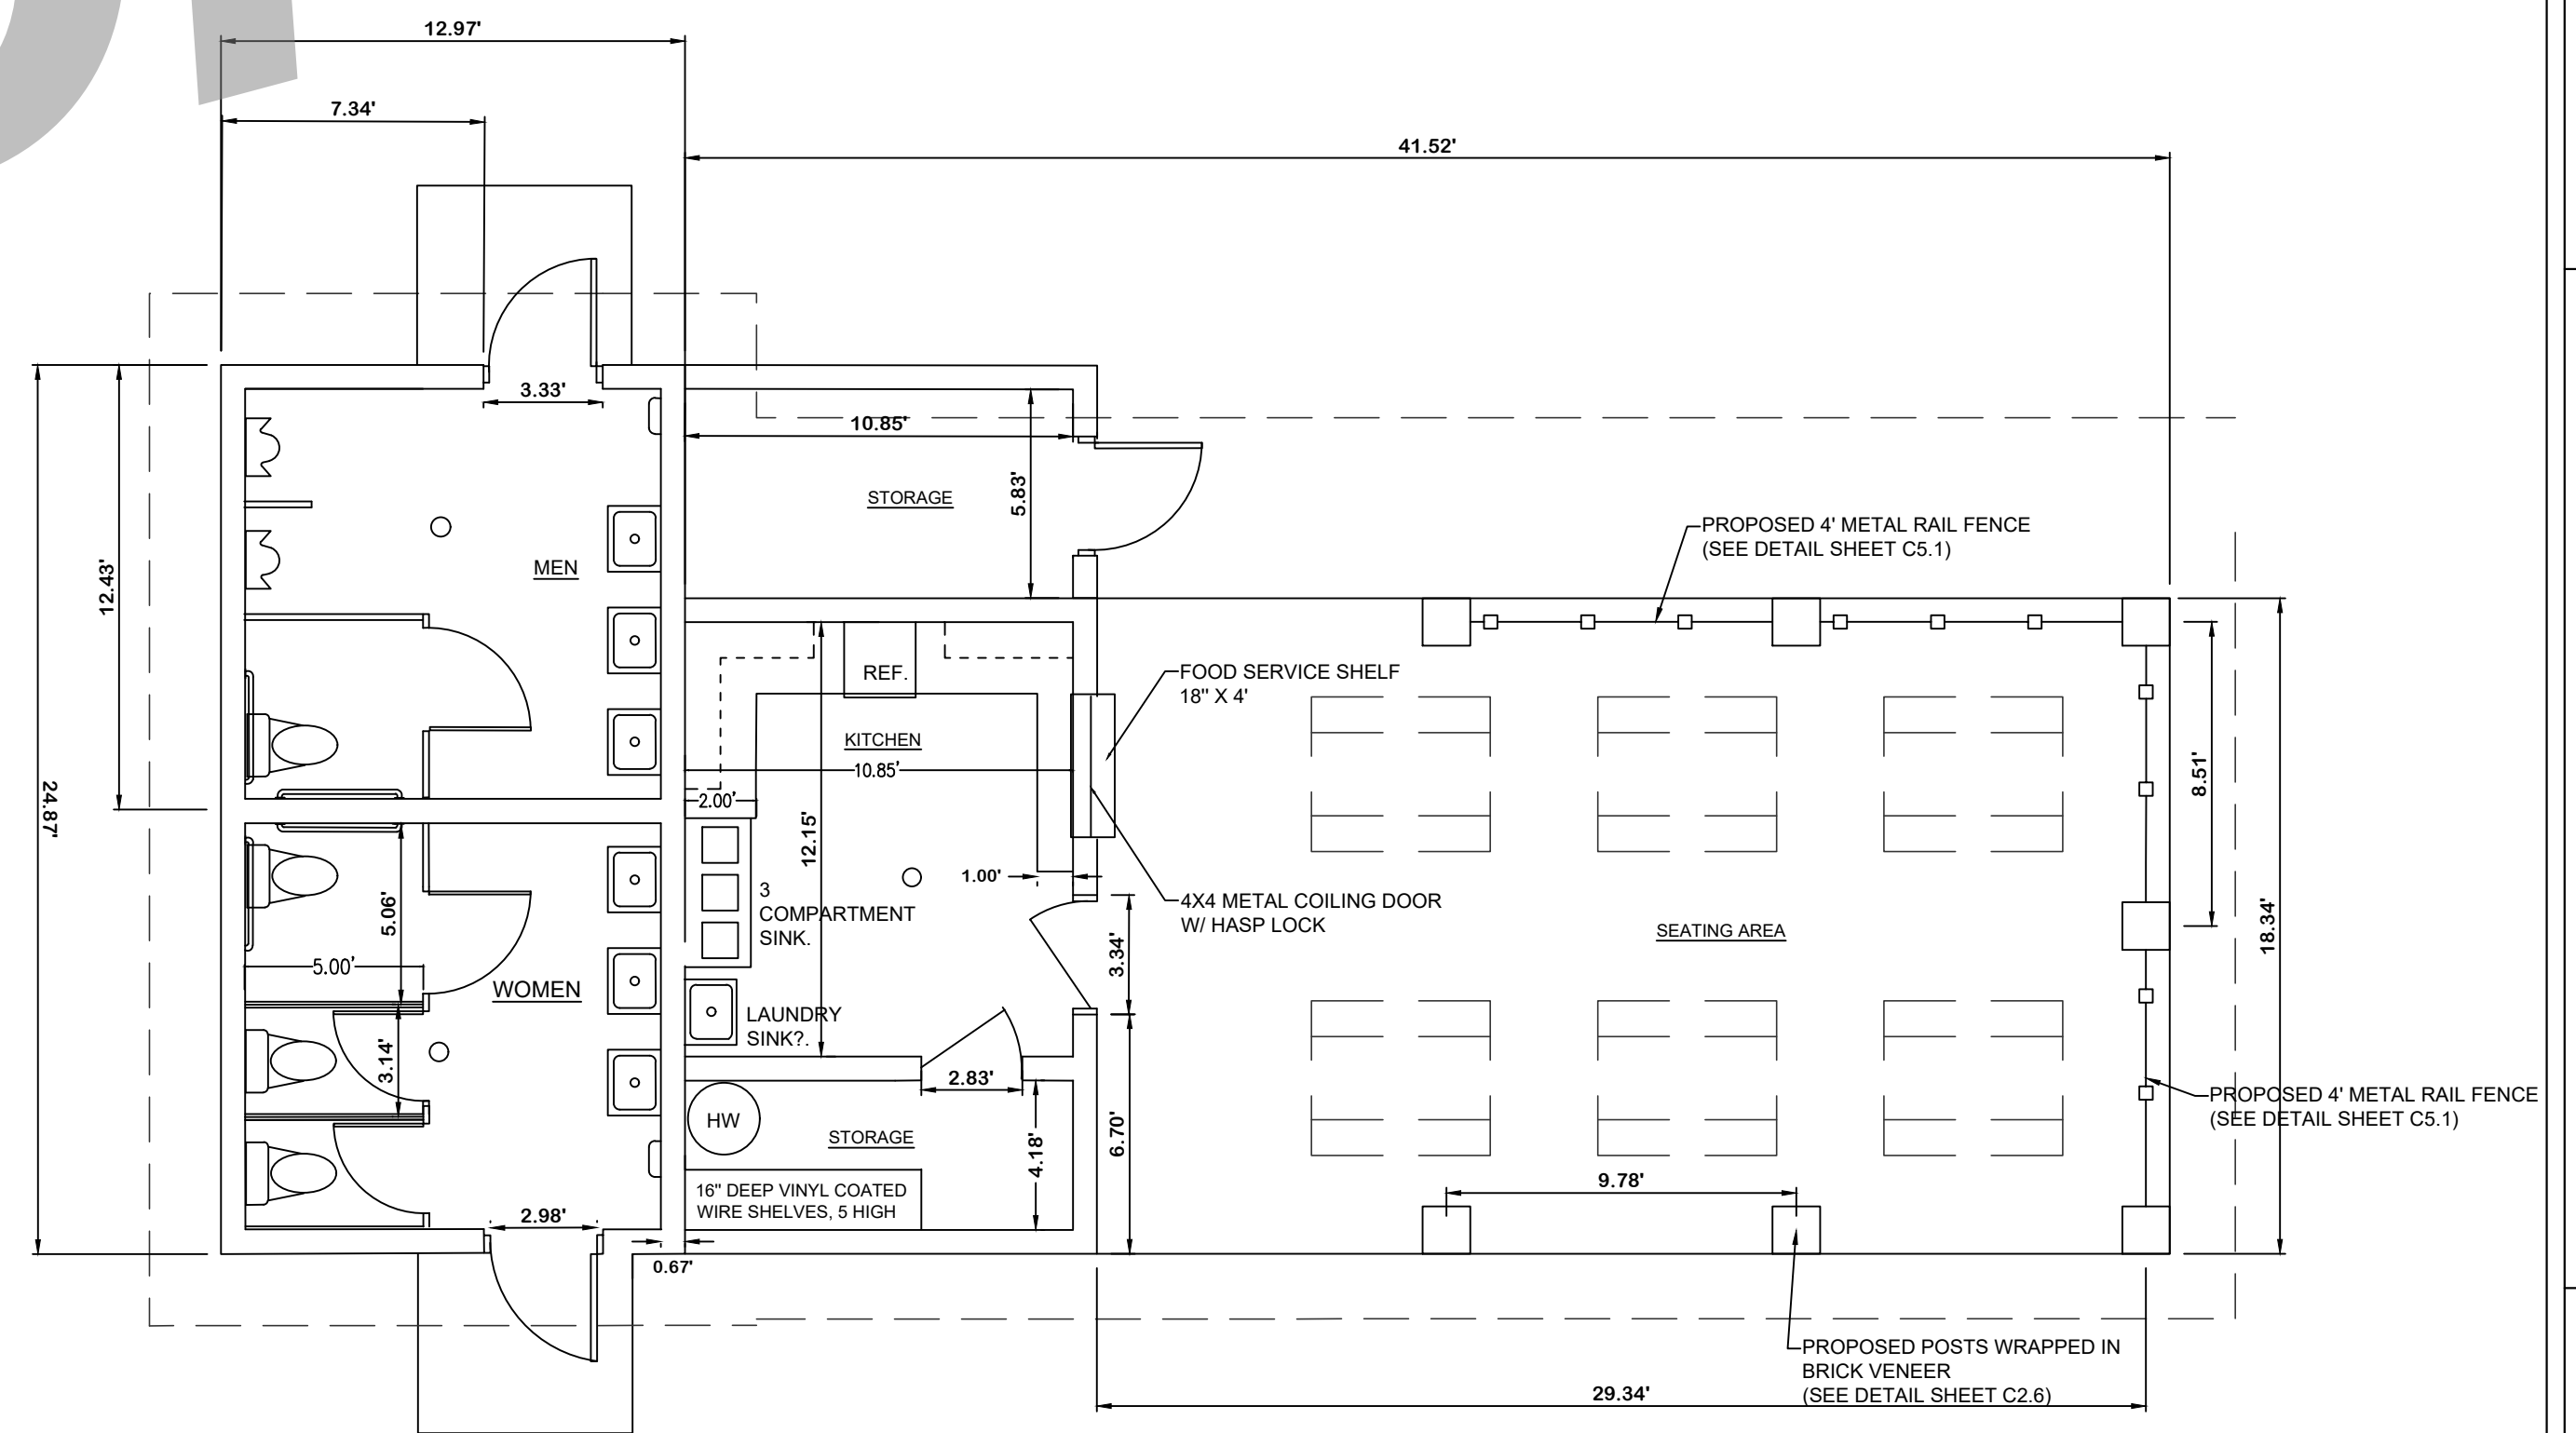 12.97'
7.34'
41.52'
3.33'
10.85'
STORAGE
5.83'
PROPOSED 4' METAL RAIL FENCE
(SEE DETAIL SHEET C5.1)
MEN
12.43'
24.87'
REF.
FOOD SERVICE SHELF
18" X 4'
KITCHEN
10.85'
2.00'
12.15'
8.51'
18.34'
3
COMPARTMENT
SINK.
1.00'
4X4 METAL COILING DOOR
W/ HASP LOCK
SEATING AREA
5.06'
5.00'
WOMEN
3.34'
LAUNDRY
SINK?.
3.14'
2.83'
HW
STORAGE
4.18'
6.70'
PROPOSED 4' METAL RAIL FENCE
(SEE DETAIL SHEET C5.1)
16" DEEP VINYL COATED
WIRE SHELVES, 5 HIGH
9.78'
2.98'
0.67'
PROPOSED POSTS WRAPPED IN
BRICK VENEER
(SEE DETAIL SHEET C2.6)
29.34'